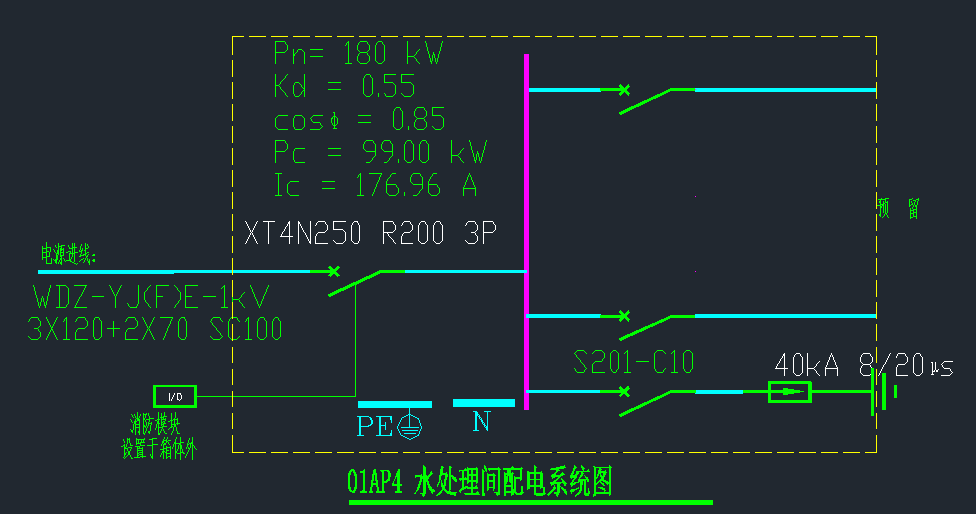 Pn= 180 kW
Kd = 0.55
cosΦ = 0.85
Pc = 99.00 kW
Ic = 176.96 A
预 留
XT4N250 R200 3P
电源进线:
WDZ-YJ(F)E-1kV
3X120+2X70 SC100
S201-C10
40kA 8/20μs
I/O
消防模块
设置于箱体外
PE
N
01AP4 水处理间配电系统图